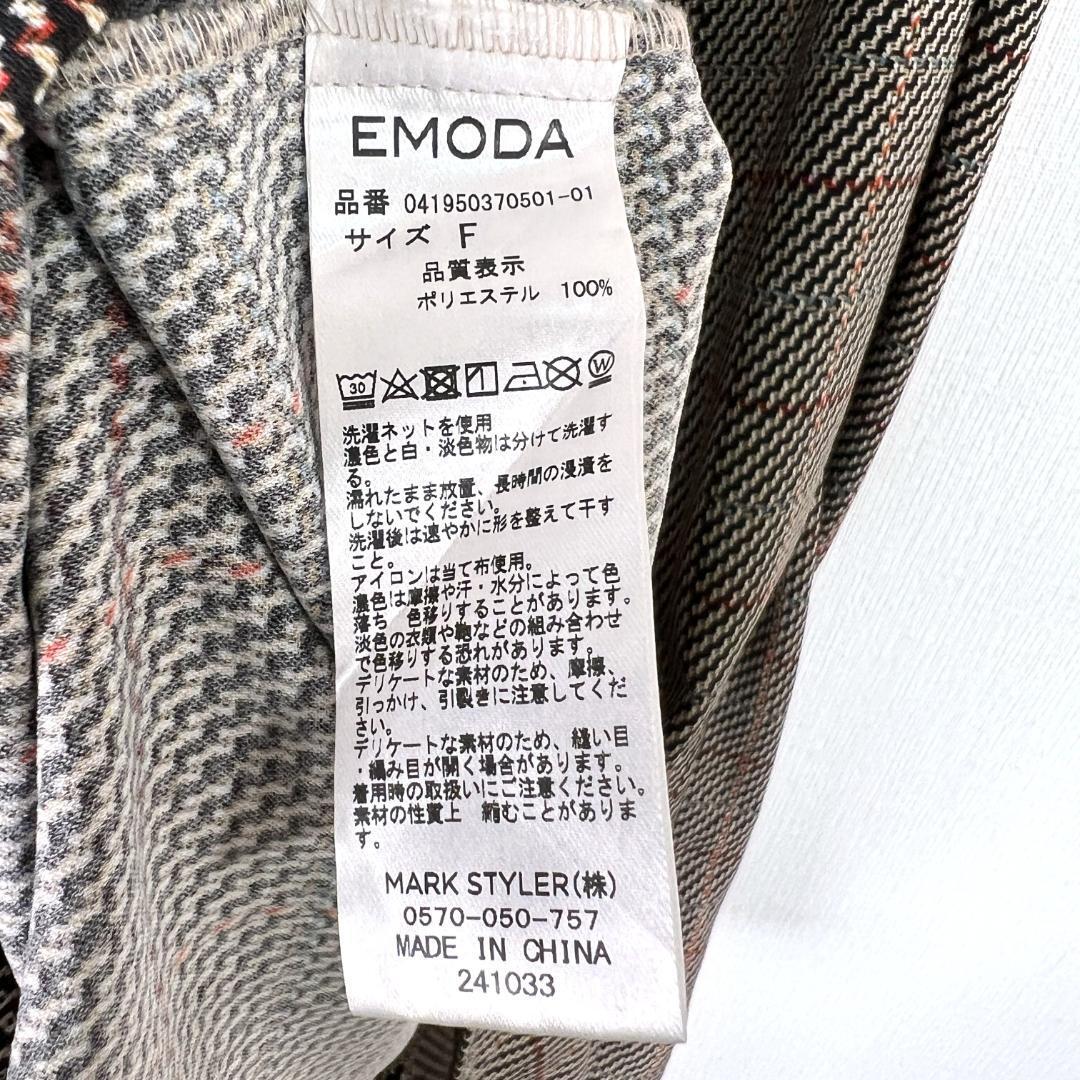 EMODA
品番 041950370501-01
サイズ F
品質表示
ポリエステル 100%
30 W
洗濯ネットを使用
濃色と白・淡色物は分けて洗濯す
る。
濡れたまま放置、長時間の浸漬を
しないでください。
洗濯後は速やかに形を整えて干す
こと。
アイロンは当て布使用。
濃色は摩擦や汗・水分によって色
落ち 色移りすることがあります。
淡色の衣類や鞄などの組み合わせ
で色移りする恐れがあります。
デリケートな素材のため、摩擦、
引っかけ、引裂きに注意してくだ
さい。
デリケートな素材のため、縫い目
・編み目が開く場合があります。
着用時の取扱いにご注意ください。
素材の性質上 縮むことがありま
す。
MARK STYLER(株)
0570-050-757
MADE IN CHINA
241033